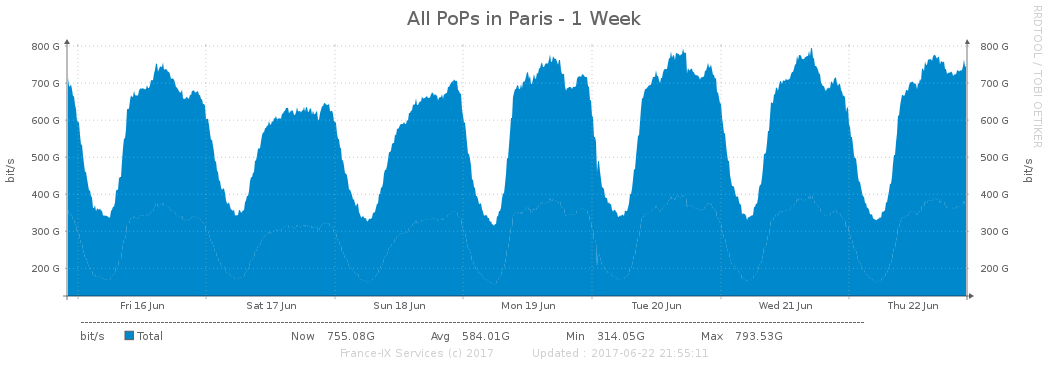 All PoPs in Paris - 1 Week
RRDTOOL / TOBI OETIKER
bit/s
800 G
700 G
600 G
500 G
400 G
300 G
200 G
800 G
700 G
600 G
500 G
400 G
300 G
200 G
bit/s
Fri 16 Jun Sat 17 Jun Sun 18 Jun Mon 19 Jun Tue 20 Jun Wed 21 Jun Thu 22 Jun
bit/s Total Now 755.08G Avg 584.01G Min 314.05G Max 793.53G
France-IX Services (c) 2017 Updated : 2017-06-22 21:55:11